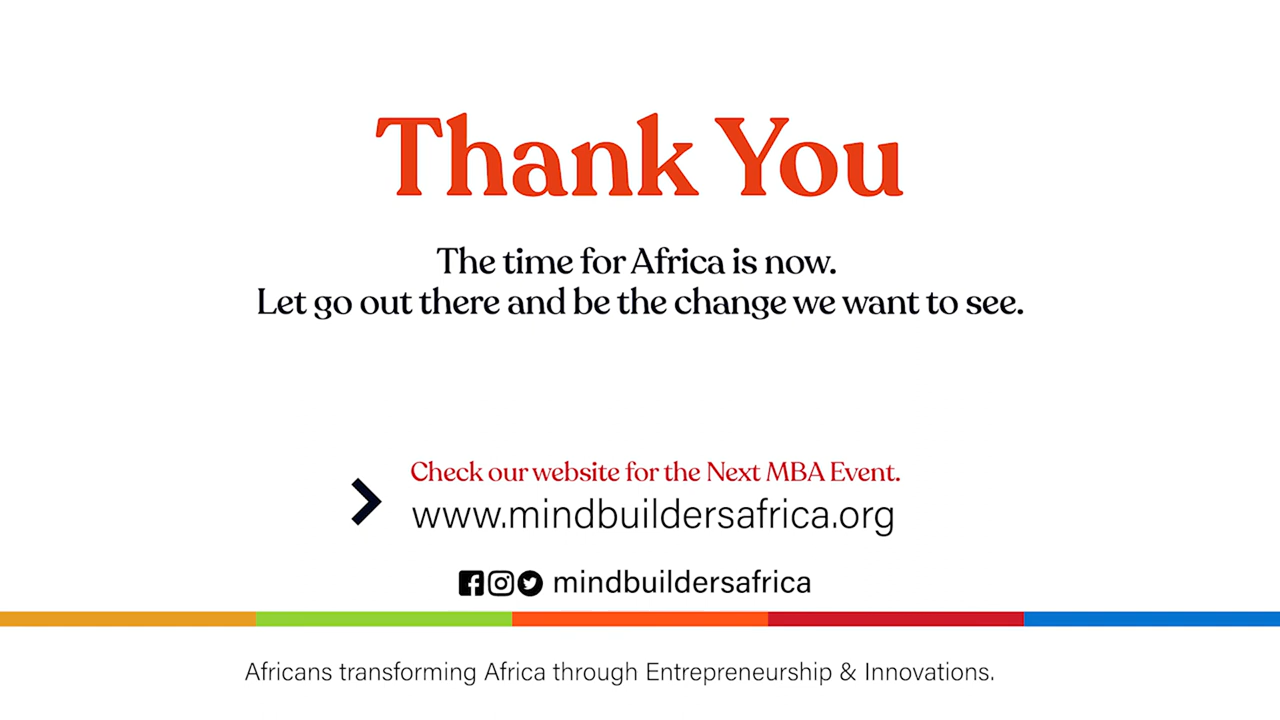 Thank You
The time for Africa is now.
Let go out there and be the change we want to see.
Check our website for the Next MBA Event.
www.mindbuildersafrica.org
mindbuildersafrica
Africans transforming Africa through Entrepreneurship & Innovations.